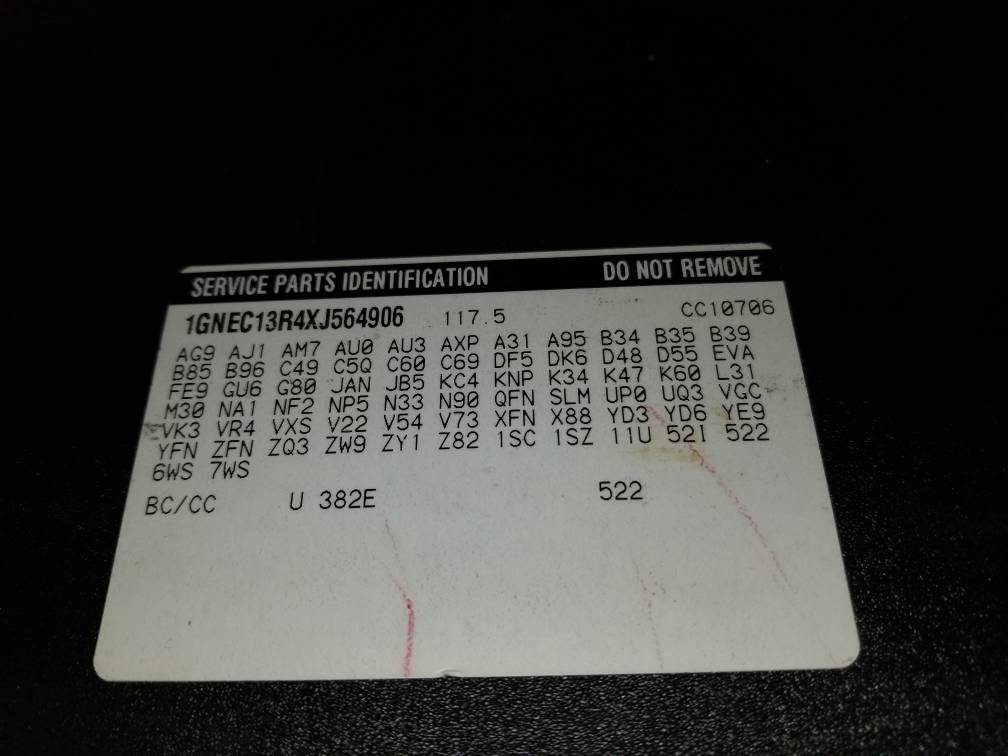 SERVICE PARTS IDENTIFICATION DO NOT REMOVE
1GNEC13R4XJ564906 117.5 CC10706
AG9 AJ1 AM7 AU0 AU3 AXP A31 A95 B34 B35 B39
B85 B96 C49 C5Q C60 C69 DF5 DK6 D48 D55 EVA
FE9 GU6 G80 JAN JB5 KC4 KNP K34 K47 K60 L31
M30 NA1 NF2 NP5 N33 N90 QFN SLM UP0 UQ3 VGC
VK3 VR4 VXS V22 V54 V73 XFN X88 YD3 YD6 YE9
YFN ZFN ZQ3 ZW9 ZY1 Z82 1SC 1SZ 11U 52I 522
6WS 7WS
BC/CC U 382E 522